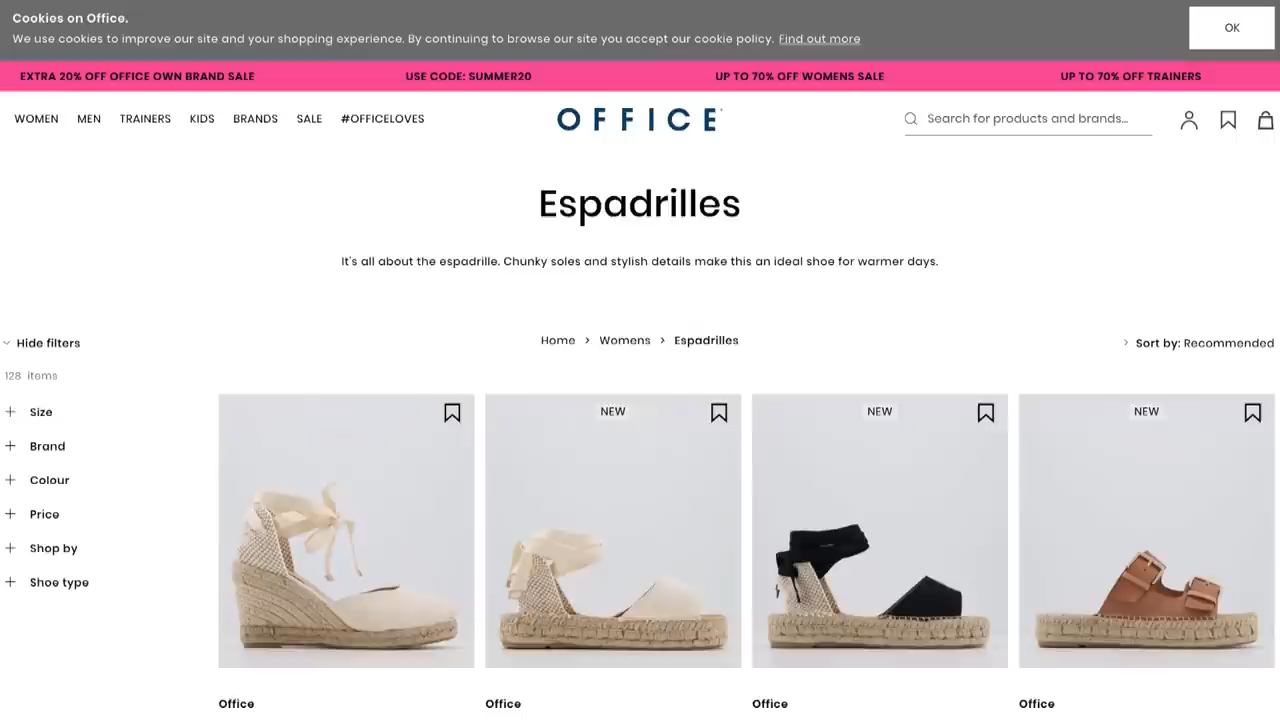 Cookies on Office.
We use cookies to improve our site and your shopping experience. By continuing to browse our site you accept our cookie policy. Find out more
OK
EXTRA 20% OFF OFFICE OWN BRAND SALE
USE CODE: SUMMER20
UP TO 70% OFF WOMENS SALE
UP TO 70% OFF TRAINERS
WOMEN MEN TRAINERS KIDS BRANDS SALE #OFFICELOVES
OFFICE
Search for products and brands...
Espadrilles
It's all about the espadrille. Chunky soles and stylish details make this an ideal shoe for warmer days.
Hide filters
Home > Womens > Espadrilles
Sort by: Recommended
128 items
Size
Brand
Colour
Price
Shop by
Shoe type
NEW
NEW
NEW
Office
Office
Office
Office